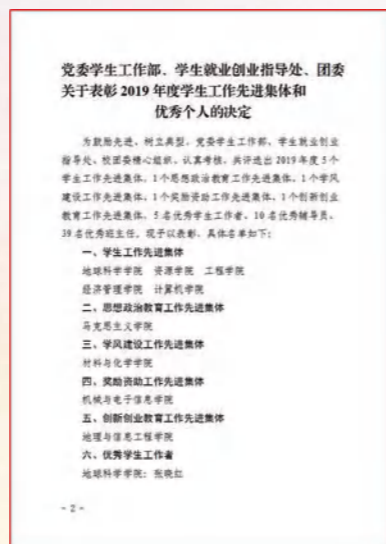 党委学生工作部、学生就业创业指导处、团委
关于表彰 2019 年度学生工作先进集体和
优秀个人的决定
为鼓励先进、树立典型，党委学生工作部、学生就业创业
指导处、校团委精心组织、认真考核，共评选出 2019 年度 5 个
学生工作先进集体、1 个思想政治教育工作先进集体、1 个学风
建设工作先进集体、1 个奖励资助工作先进集体、1 个创新创业
教育工作先进集体、5 名优秀学生工作者、10 名优秀辅导员、
39 名优秀班主任，现予以表彰，具体名单如下：
一、学生工作先进集体
地球科学学院 资源学院 工程学院
经济管理学院 计算机学院
二、思想政治教育工作先进集体
马克思主义学院
三、学风建设工作先进集体
材料与化学学院
四、奖励资助工作先进集体
机械与电子信息学院
五、创新创业教育工作先进集体
地理与信息工程学院
六、优秀学生工作者
地球科学学院：张晓红
- 2 -